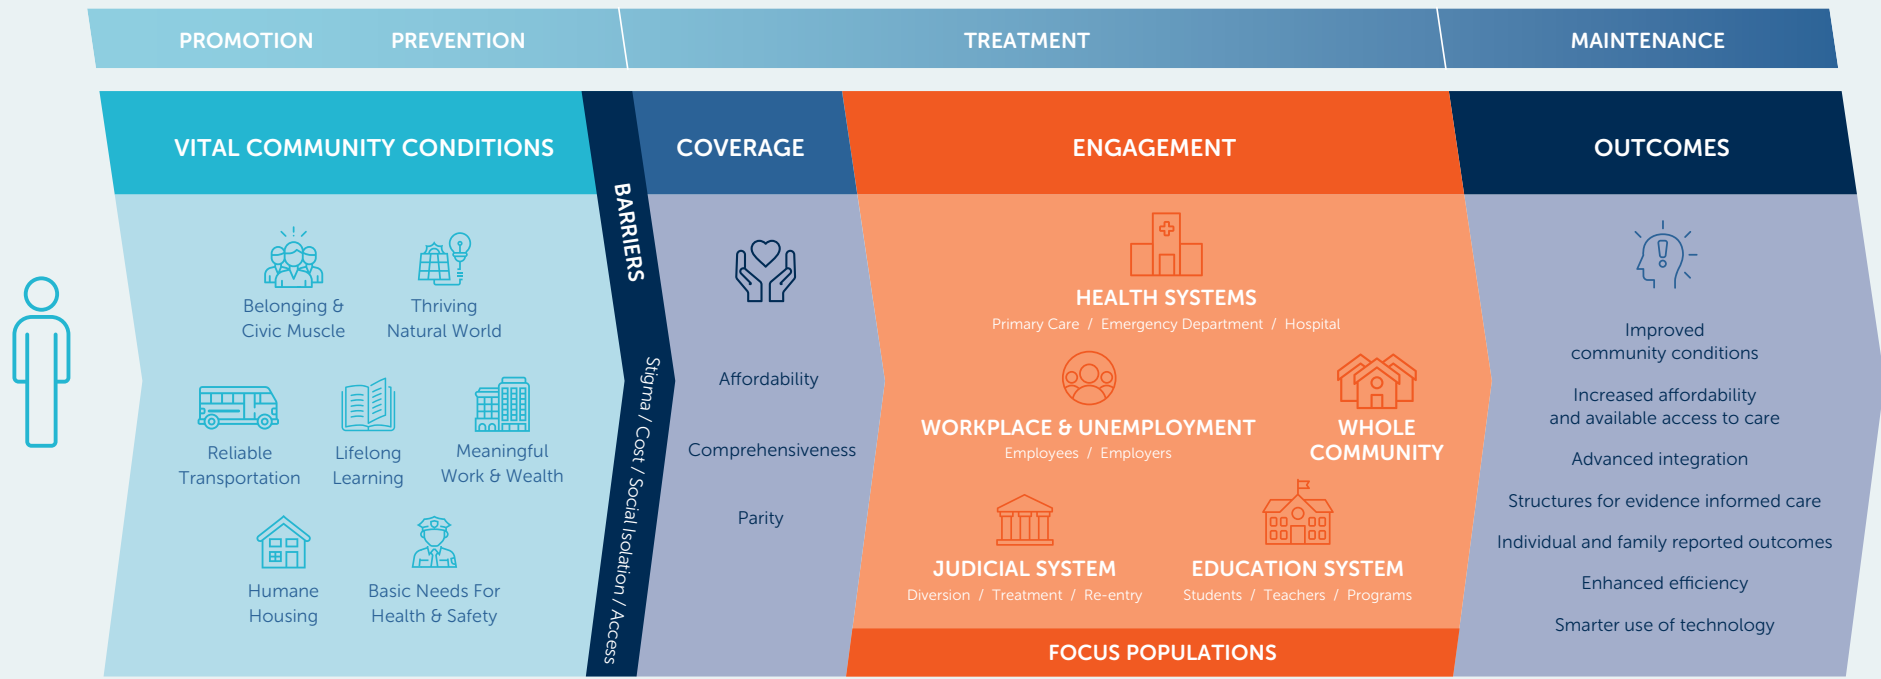 PROMOTION
PREVENTION
TREATMENT
MAINTENANCE
VITAL COMMUNITY CONDITIONS
Belonging &
Civic Muscle
Thriving
Natural World
Reliable
Transportation
Lifelong
Learning
Meaningful
Work & Wealth
Humane
Housing
Basic Needs For
Health & Safety
BARRIERS
Stigma / Cost / Social Isolation / Access
COVERAGE
Affordability
Comprehensiveness
Parity
ENGAGEMENT
HEALTH SYSTEMS
Primary Care / Emergency Department / Hospital
WORKPLACE & UNEMPLOYMENT
Employees / Employers
WHOLE
COMMUNITY
JUDICIAL SYSTEM
Diversion / Treatment / Re-entry
EDUCATION SYSTEM
Students / Teachers / Programs
FOCUS POPULATIONS
OUTCOMES
Improved
community conditions
Increased affordability
and available access to care
Advanced integration
Structures for evidence informed care
Individual and family reported outcomes
Enhanced efficiency
Smarter use of technology